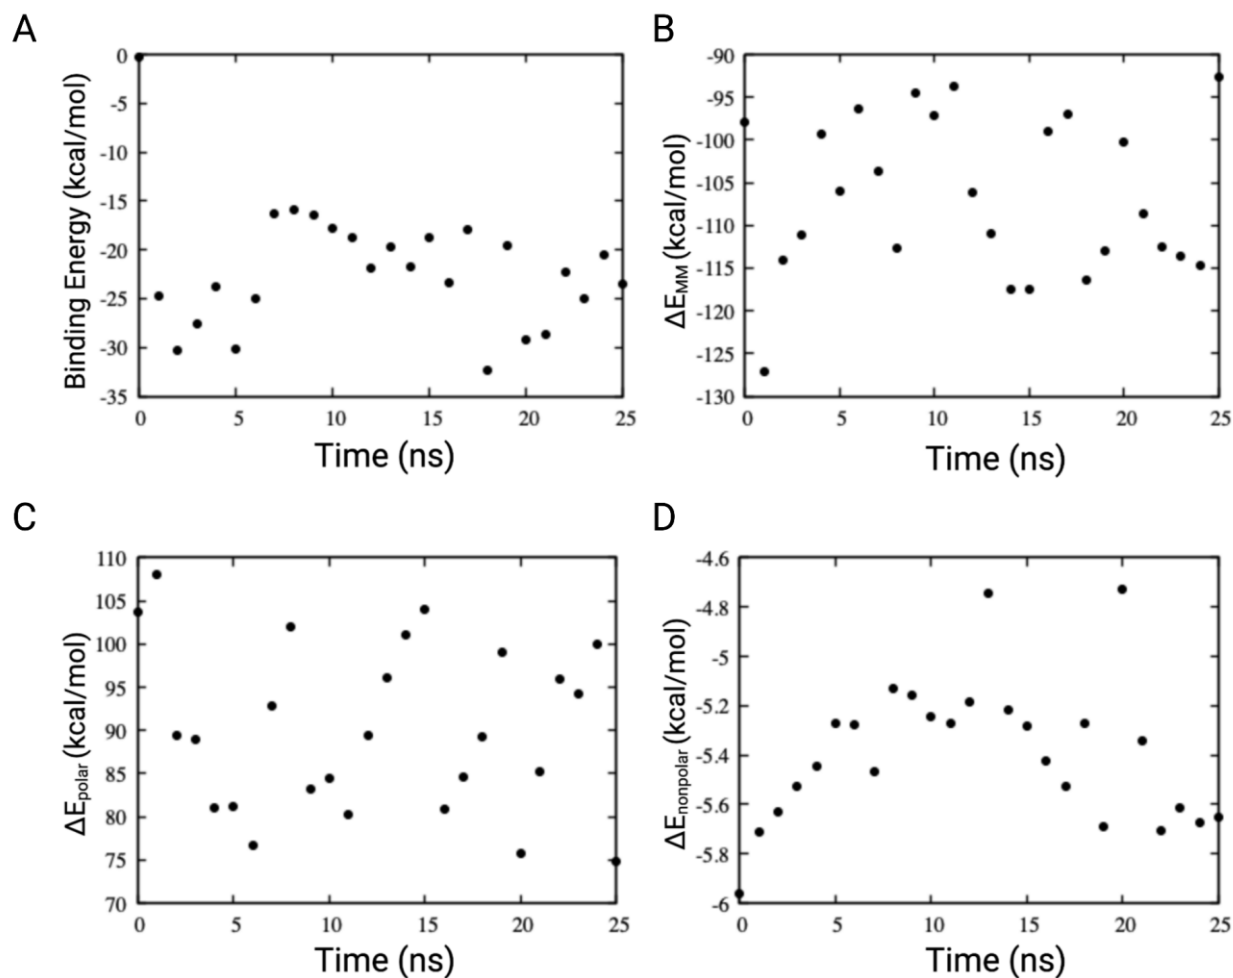 A
0
-5
-10
-15
-20
-25
-30
-35
Binding Energy (kcal/mol)
0 5 10 15 20 25
Time (ns)
B
-90
-95
-100
-105
-110
-115
-120
-125
-130
ΔE_MM (kcal/mol)
0 5 10 15 20 25
Time (ns)
C
110
105
100
95
90
85
80
75
70
ΔE_polar (kcal/mol)
0 5 10 15 20 25
Time (ns)
D
-4.6
-4.8
-5
-5.2
-5.4
-5.6
-5.8
-6
ΔE_nonpolar (kcal/mol)
0 5 10 15 20 25
Time (ns)